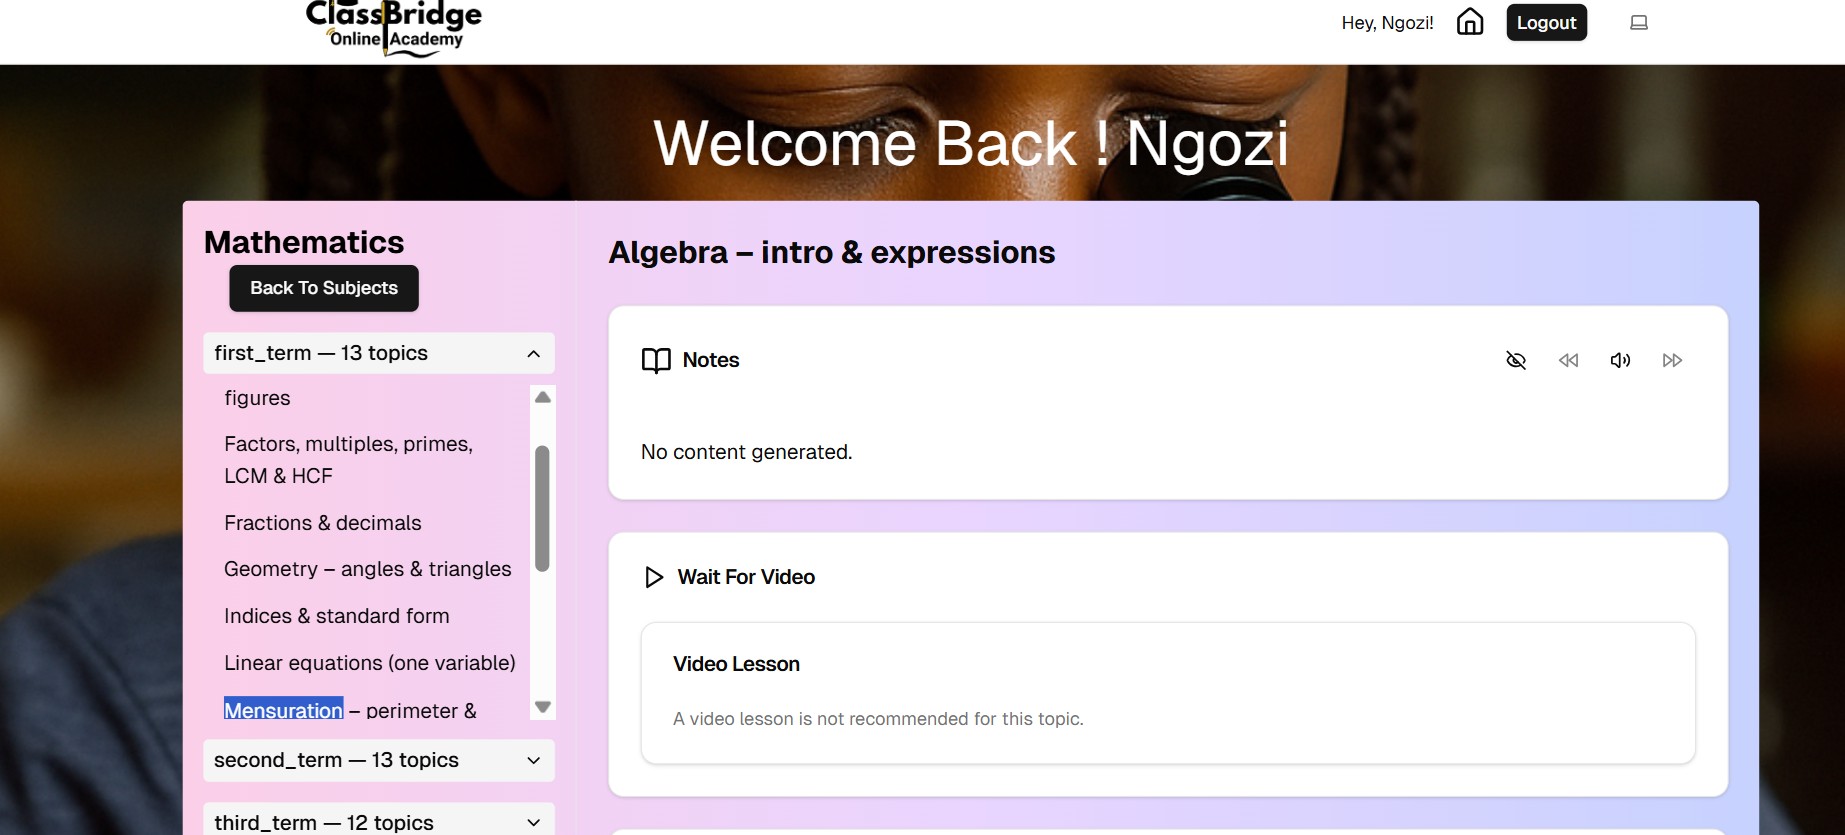 ClassBridge
Online Academy
Hey, Ngozi!
Logout
Welcome Back ! Ngozi
Mathematics
Back To Subjects
first_term — 13 topics
figures
Factors, multiples, primes,
LCM & HCF
Fractions & decimals
Geometry – angles & triangles
Indices & standard form
Linear equations (one variable)
Mensuration – perimeter &
second_term — 13 topics
third_term — 12 topics
Algebra – intro & expressions
Notes
No content generated.
Wait For Video
Video Lesson
A video lesson is not recommended for this topic.